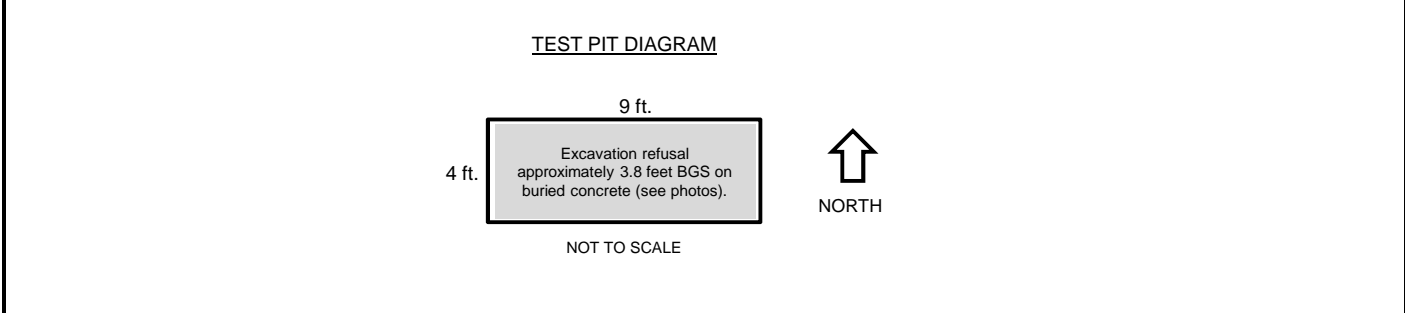 TEST PIT DIAGRAM
9 ft.
4 ft.
Excavation refusal
approximately 3.8 feet BGS on
buried concrete (see photos).
NORTH
NOT TO SCALE